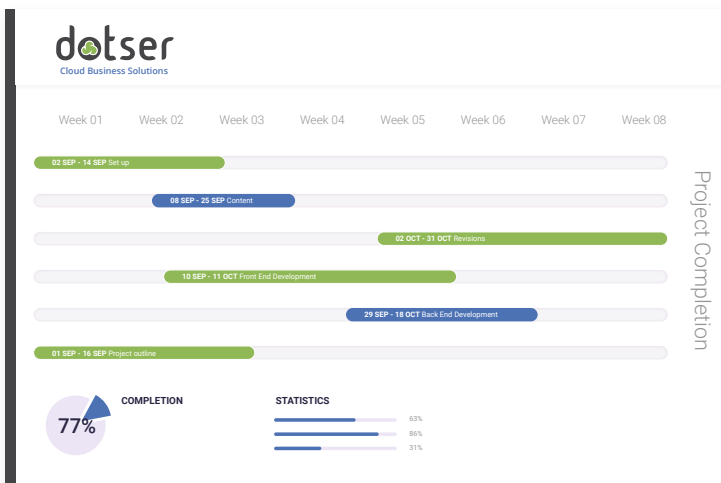 dotser
Cloud Business Solutions
Week 01 Week 02 Week 03 Week 04 Week 05 Week 06 Week 07 Week 08
02 SEP - 14 SEP Set up
08 SEP - 25 SEP Content
02 OCT - 31 OCT Revisions
10 SEP - 11 OCT Front End Development
29 SEP - 18 OCT Back End Development
01 SEP - 16 SEP Project outline
Project Completion
COMPLETION
77%
STATISTICS
63%
86%
31%